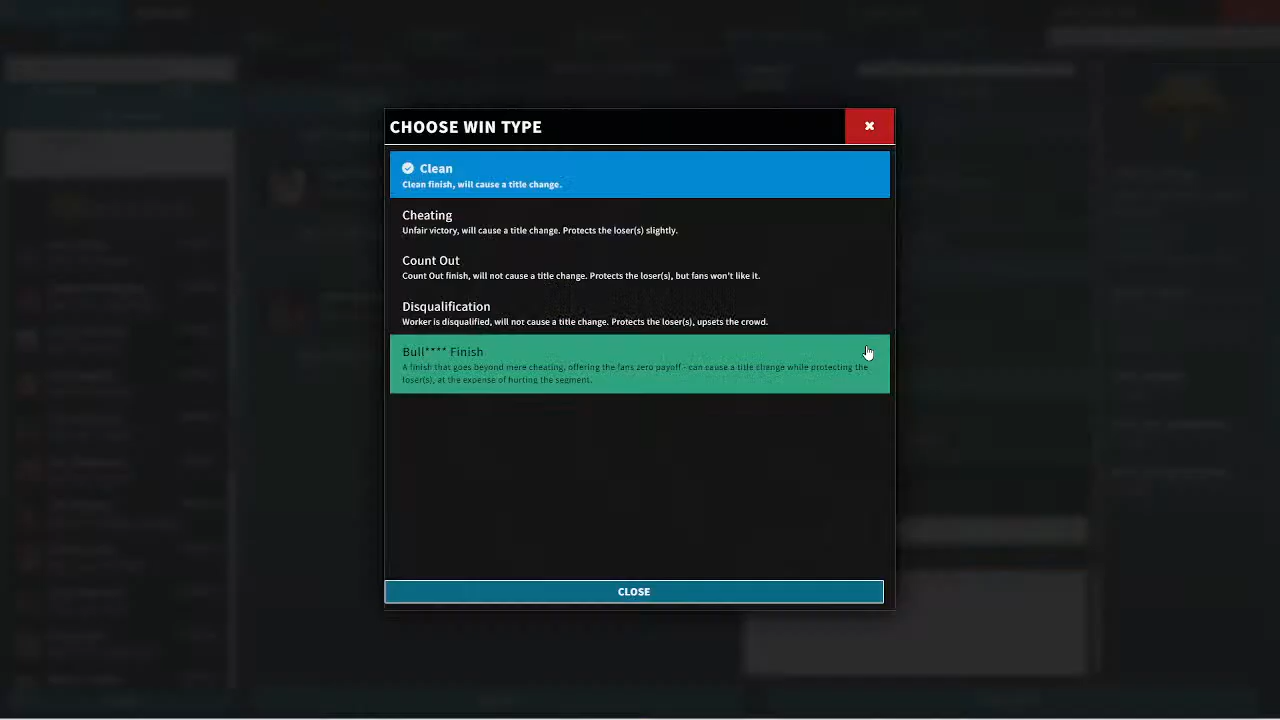 CHOOSE WIN TYPE
Clean
Clean finish, will cause a title change.
Cheating
Unfair victory, will cause a title change. Protects the loser(s) slightly.
Count Out
Count Out finish, will not cause a title change. Protects the loser(s), but fans won't like it.
Disqualification
Worker is disqualified, will not cause a title change. Protects the loser(s), upsets the crowd.
Bull**** Finish
A finish that goes beyond mere cheating, offering the fans zero payoff - can cause a title change while protecting the
loser(s), at the expense of hurting the segment.
CLOSE